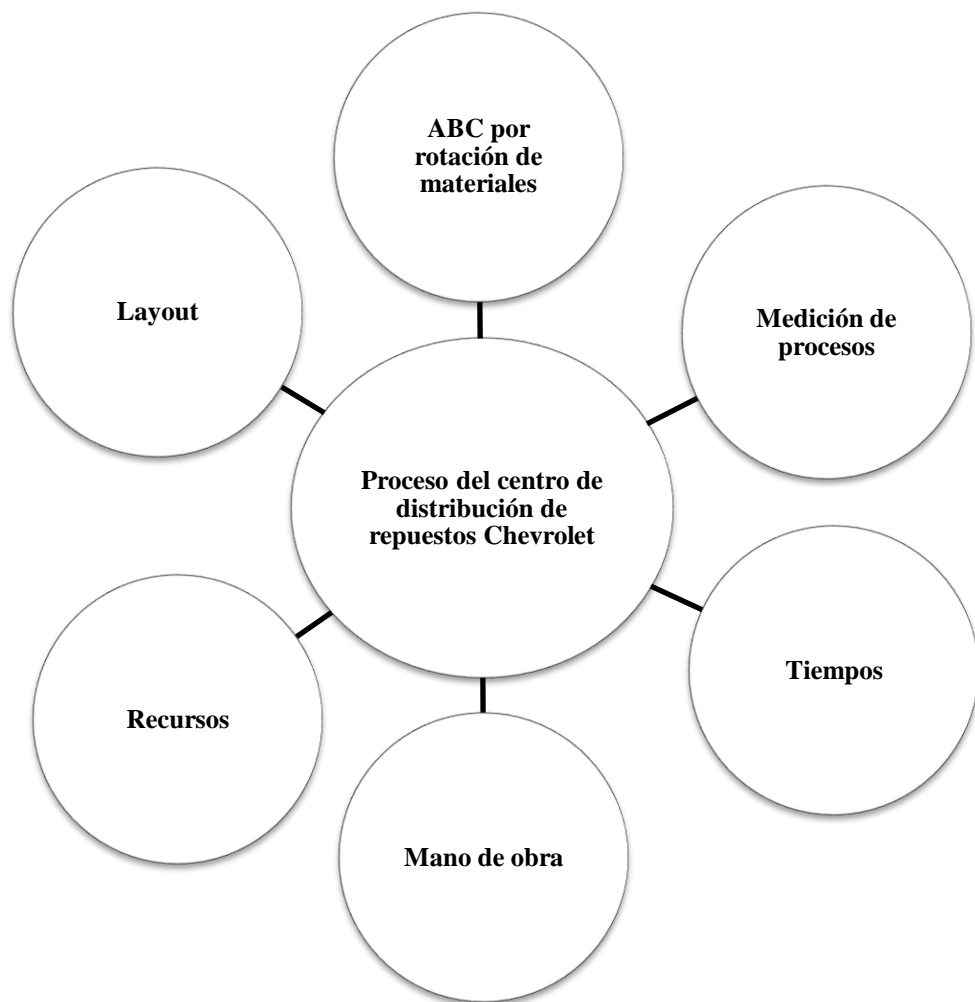 ABC por
rotación de
materiales
Layout
Medición de
procesos
Proceso del centro de
distribución de
repuestos Chevrolet
Recursos
Tiempos
Mano de obra